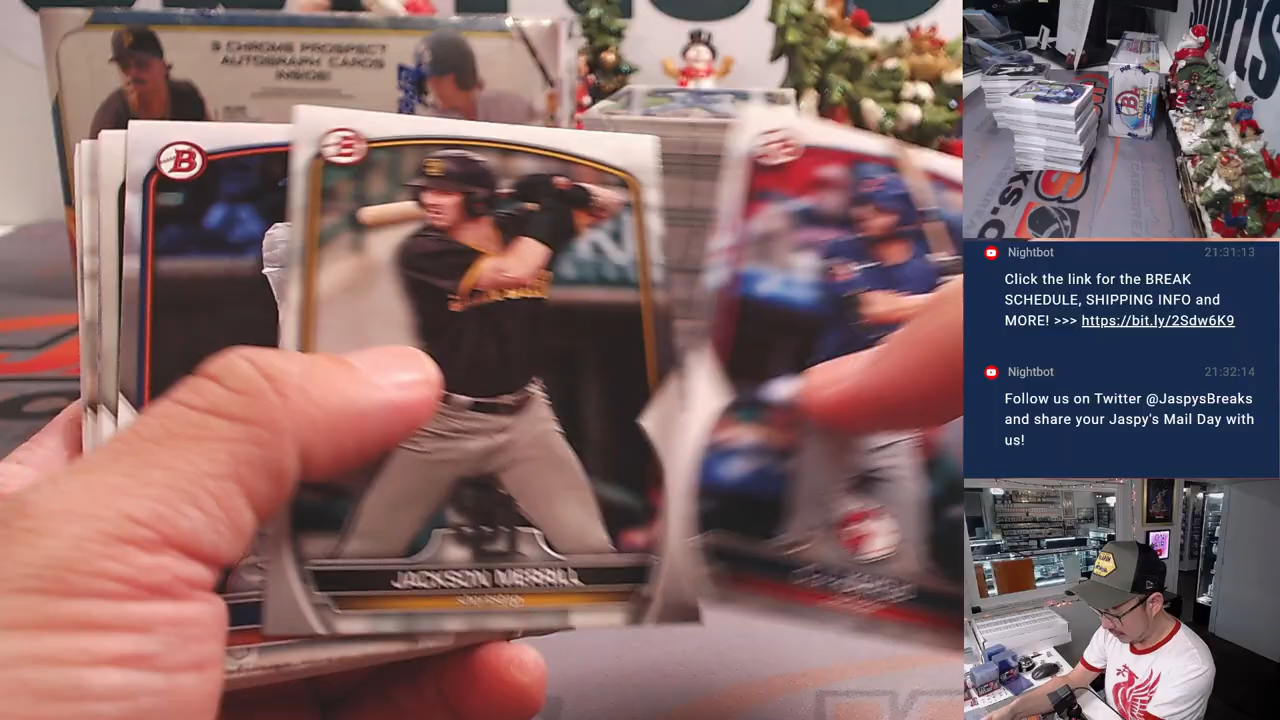 3 CHROME PROSPECT
AUTOGRAPH CARDS
INSIDE!
B
JACKSON MERRILL
Nightbot
21:31:13
Click the link for the BREAK
SCHEDULE, SHIPPING INFO and
MORE! >>> https://bit.ly/2Sdw6K9
Nightbot
21:32:14
Follow us on Twitter @JaspysBreaks
and share your Jaspy's Mail Day with
us!